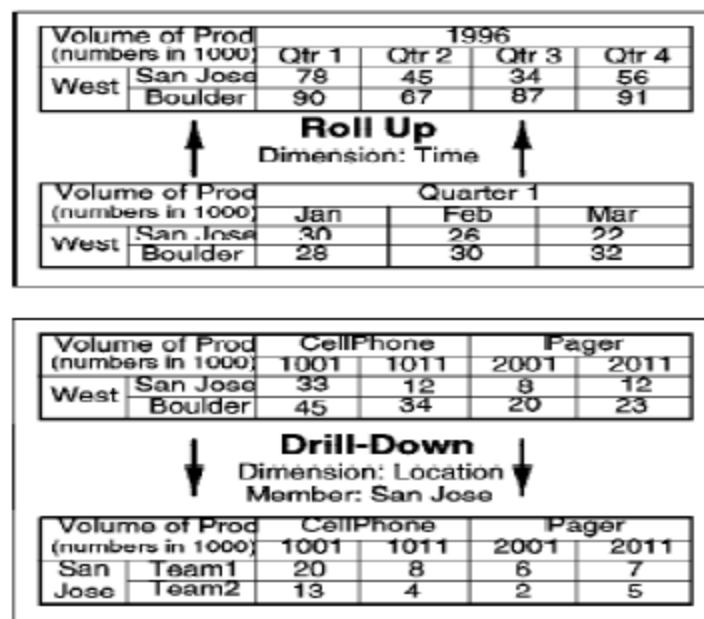 Volume of Prod 1996
(numbers in 1000) Qtr 1 Qtr 2 Qtr 3 Qtr 4
West San Jose 78 45 34 56
Boulder 90 67 87 91
Roll Up
Dimension: Time
Volume of Prod Quarter 1
(numbers in 1000) Jan Feb Mar
West San Jose 30 26 22
Boulder 28 30 32
Volume of Prod CellPhone Pager
(numbers in 1000) 1001 1011 2001 2011
West San Jose 33 12 8 12
Boulder 45 34 20 23
Drill-Down
Dimension: Location
Member: San Jose
Volume of Prod CellPhone Pager
(numbers in 1000) 1001 1011 2001 2011
San Team1 20 8 6 7
Jose Team2 13 4 2 5